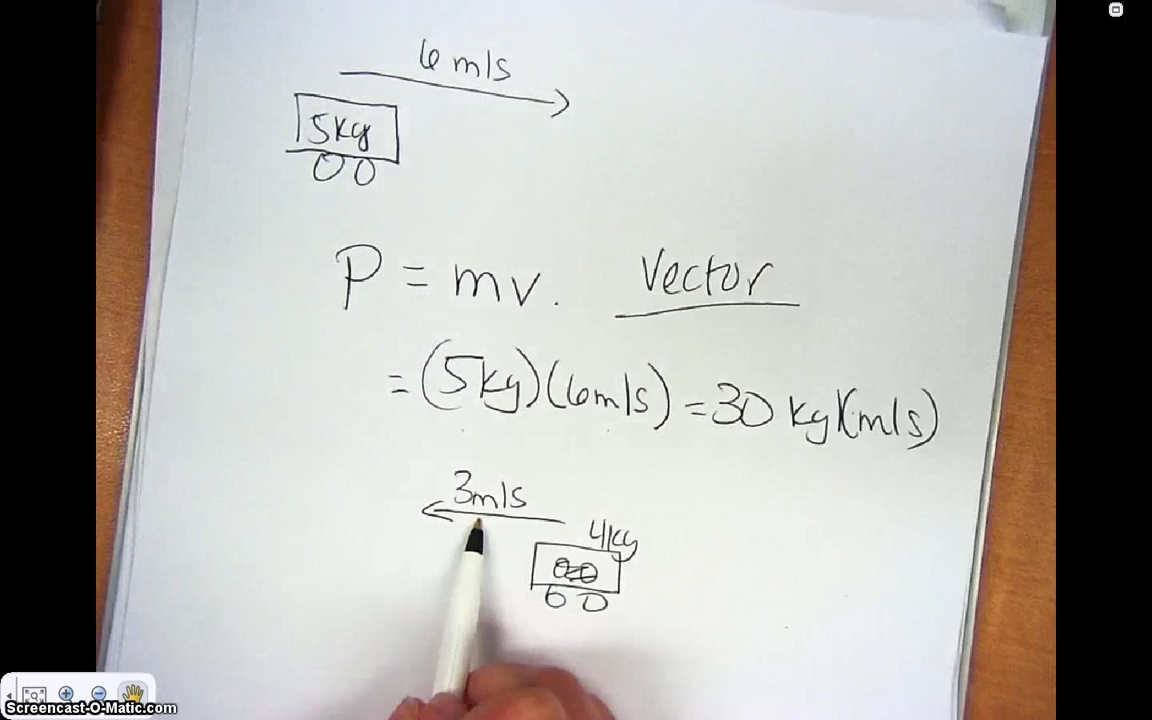 6 m/s
5kg
P = mv. Vector
= (5kg)(6m/s) = 30 kg(m/s)
3m/s
4kg
Screencast-O-Matic.com